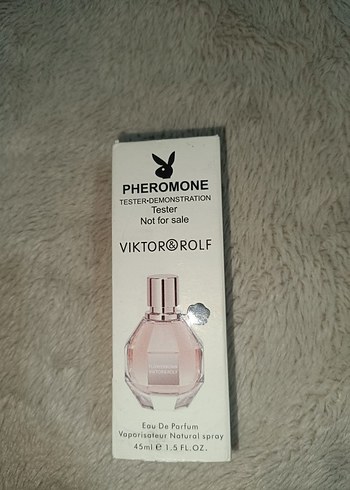 PHEROMONE
TESTER•DEMONSTRATION
Tester
Not for sale
VIKTOR&ROLF
Eau De Parfum
Vaporisateur Natural spray
45ml e 1.5 FL.OZ.